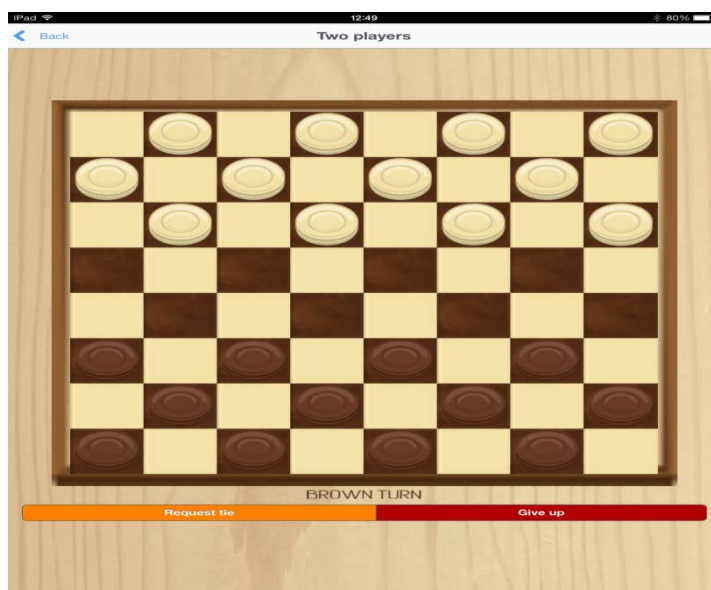 iPad 12:49 80%
Back Two players
BROWN TURN
Request tie Give up